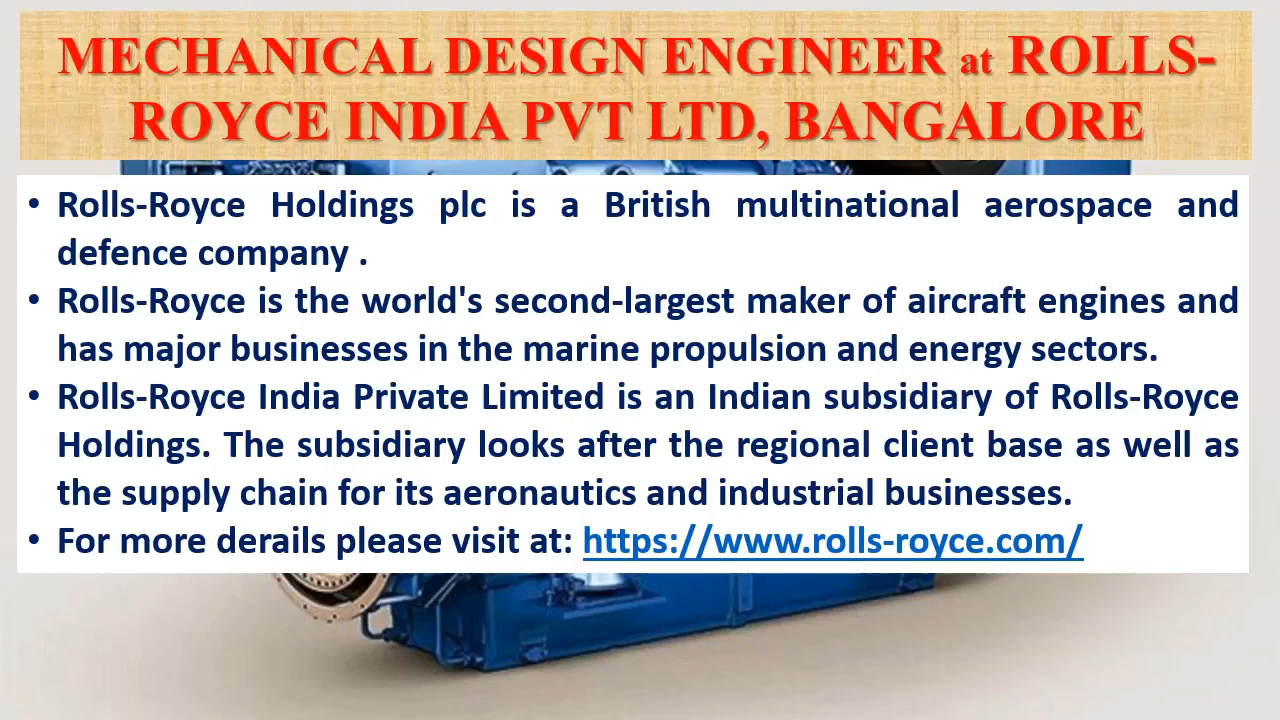 MECHANICAL DESIGN ENGINEER at ROLLS-
ROYCE INDIA PVT LTD, BANGALORE
• Rolls-Royce Holdings plc is a British multinational aerospace and
defence company .
• Rolls-Royce is the world's second-largest maker of aircraft engines and
has major businesses in the marine propulsion and energy sectors.
• Rolls-Royce India Private Limited is an Indian subsidiary of Rolls-Royce
Holdings. The subsidiary looks after the regional client base as well as
the supply chain for its aeronautics and industrial businesses.
• For more derails please visit at: https://www.rolls-royce.com/